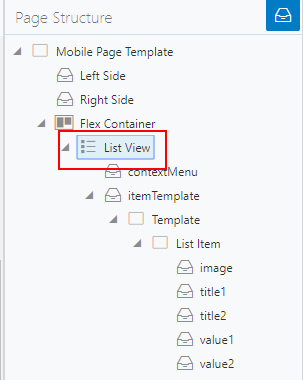 Page Structure
Mobile Page Template
Left Side
Right Side
Flex Container
List View
contextMenu
itemTemplate
Template
List Item
image
title1
title2
value1
value2